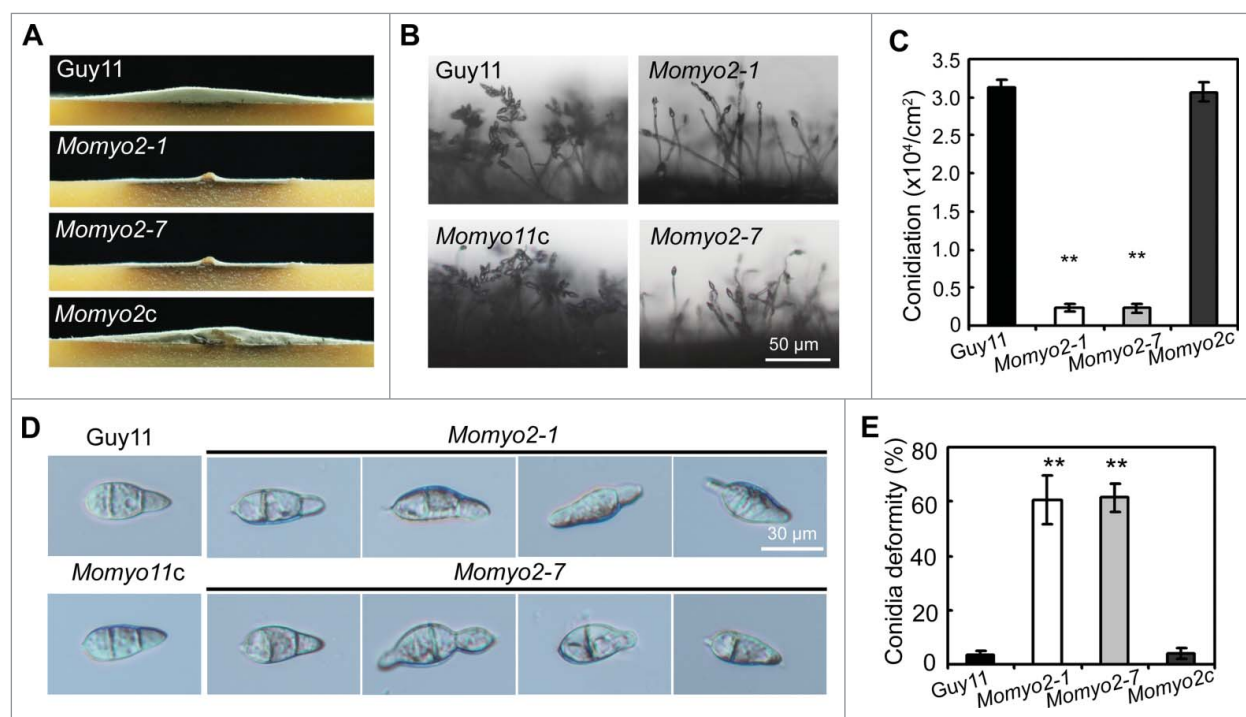 A
Guy11
Momyo2-1
Momyo2-7
Momyo2c
B
Guy11
Momyo2-1
Momyo11c
Momyo2-7
50 µm
C
Conidiation (x10⁴/cm²)
3.5
3.0
2.5
2.0
1.5
1.0
0.5
0
**
**
Guy11
Momyo2-1
Momyo2-7
Momyo2c
D
Guy11
Momyo2-1
30 µm
Momyo11c
Momyo2-7
E
Conidia deformity (%)
80
60
40
20
0
**
**
Guy11
Momyo2-1
Momyo2-7
Momyo2c